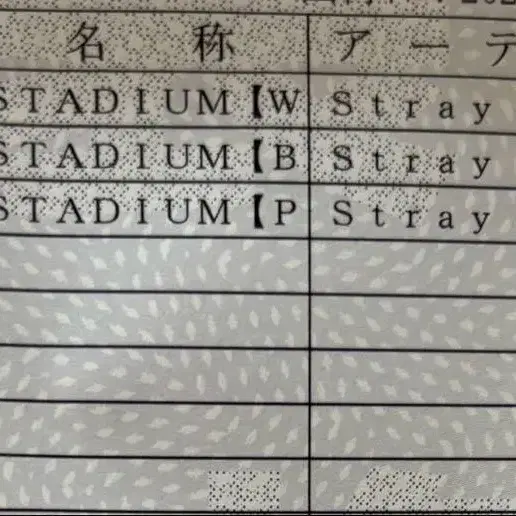 名称 アーテ
STADIUM【W Stray
STADIUM【B Stray
STADIUM【P Stray